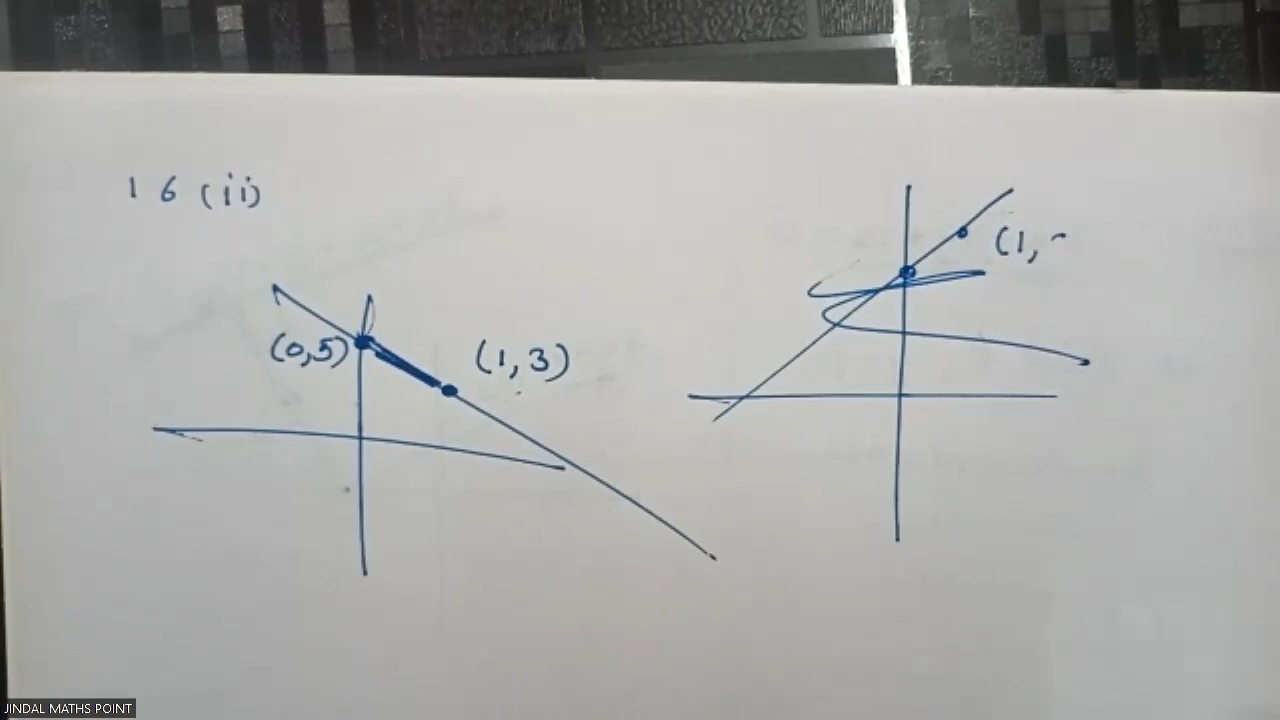 16 (ii)
(1,
(0,5)
(1,3)
JINDAL MATHS POINT